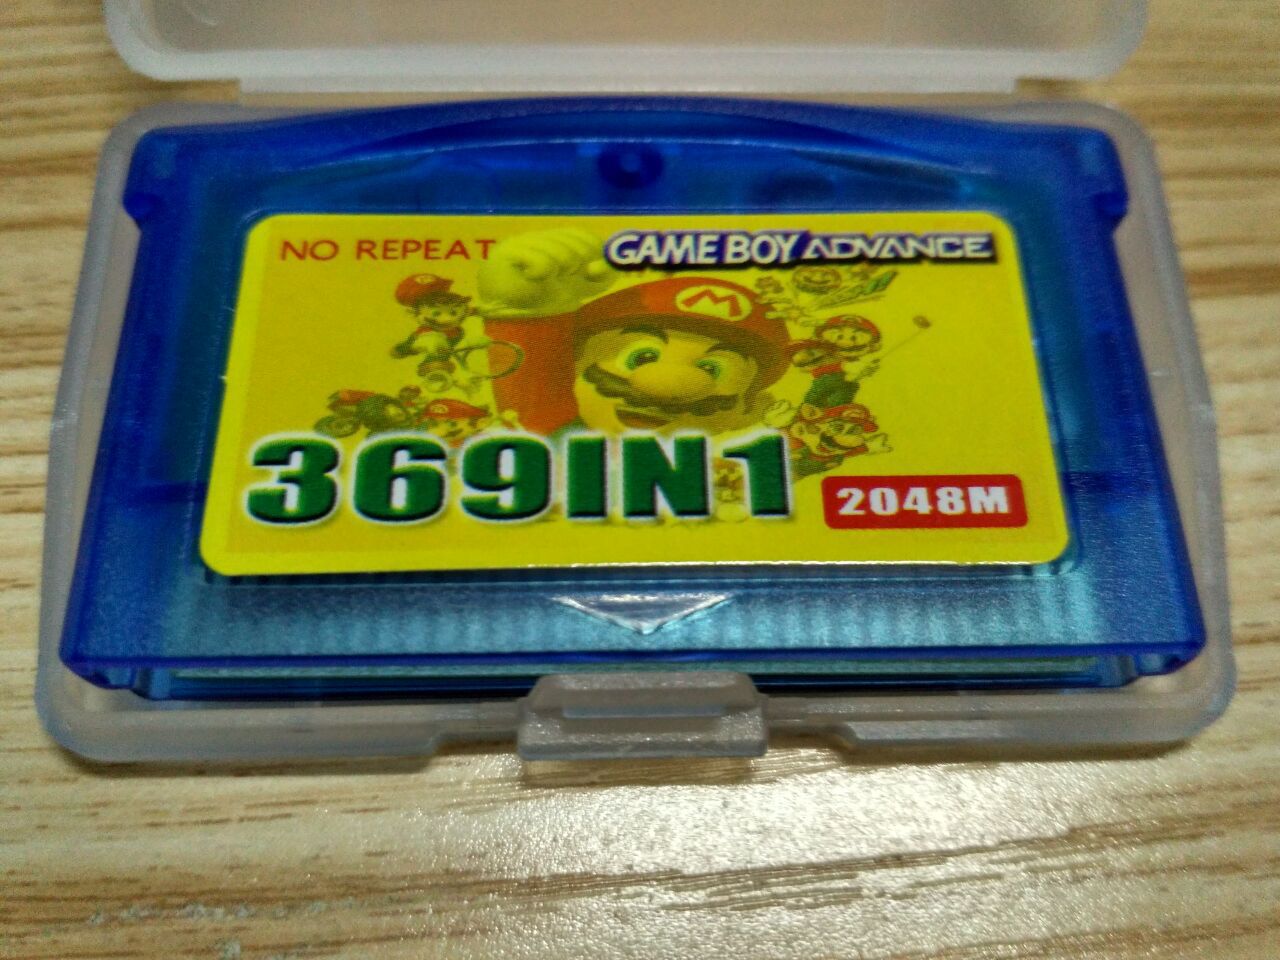 NO REPEAT
GAME BOY ADVANCE
M
369IN1
2048M